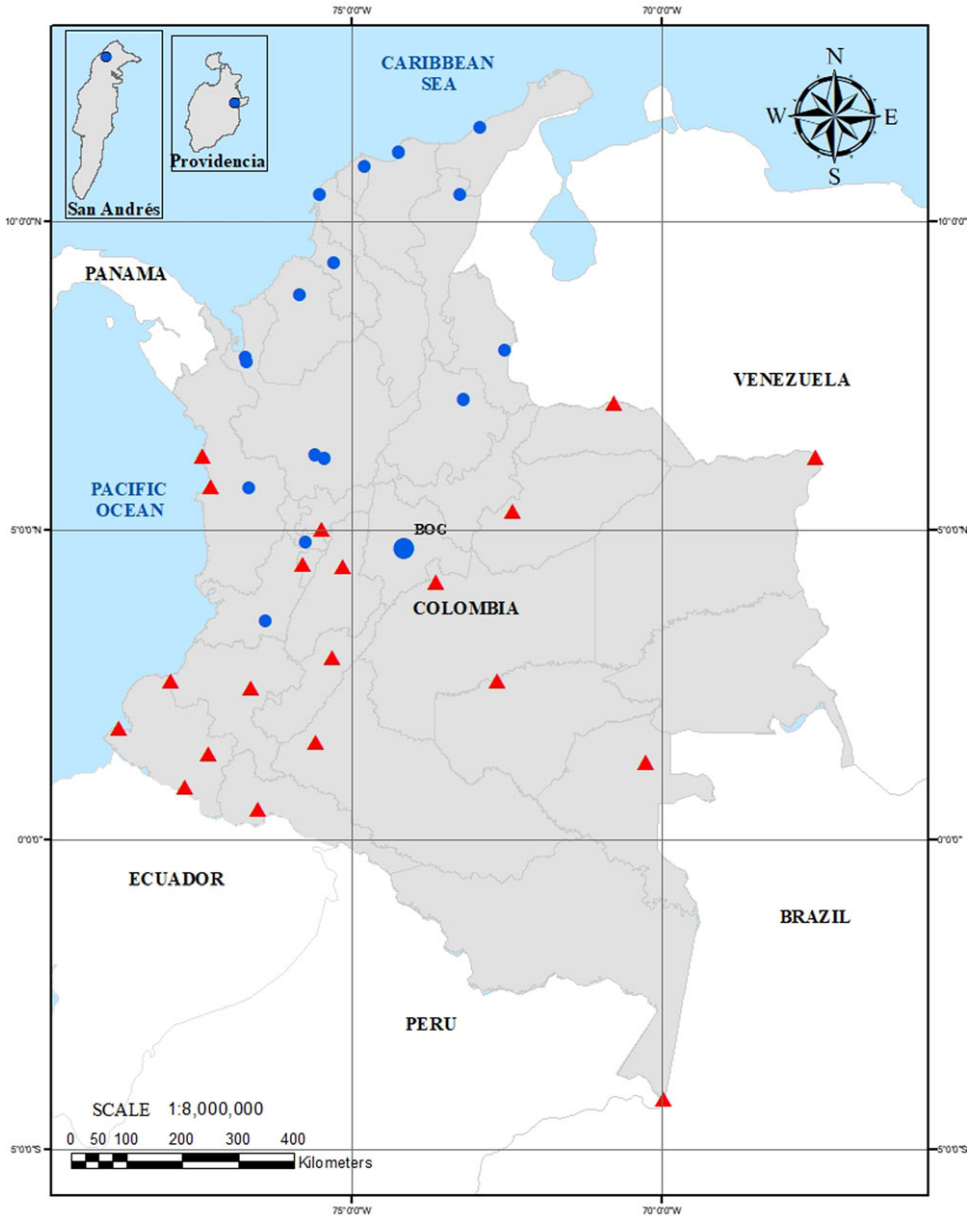 75°0'0"W 70°0'0"W
CARIBBEAN
SEA
N
W E
S
Providencia
San Andrés
10°0'0"N 10°0'0"N
PANAMA
VENEZUELA
PACIFIC
OCEAN
5°0'0"N 5°0'0"N
BOG
COLOMBIA
0°0'0" 0°0'0"
ECUADOR
BRAZIL
PERU
SCALE 1:8,000,000
0 50 100 200 300 400
Kilometers
5°0'0"S 5°0'0"S
75°0'0"W 70°0'0"W